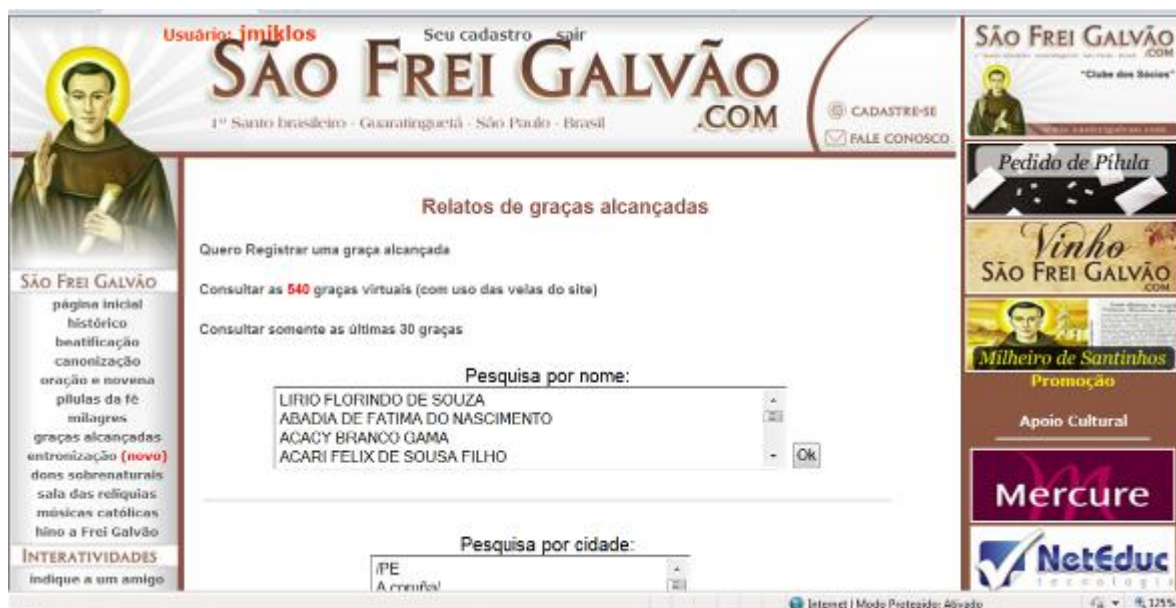 Usuário: jmiklos Seu cadastro sair
SÃO FREI GALVÃO
.COM
1º Santo brasileiro - Guaratinguetá - São Paulo - Brasil
CADASTRE-SE
FALE CONOSCO
SÃO FREI GALVÃO
.COM
"Clube dos Sócios"
Pedido de Pílula
Vinho
SÃO FREI GALVÃO
.COM
Milheiro de Santinhos
Promoção
Apoio Cultural
Mercure
NetEduc
tecnologia
SÃO FREI GALVÃO
página inicial
histórico
beatificação
canonização
oração e novena
pílulas da fé
milagres
graças alcançadas
entronização (novo)
dons sobrenaturais
sala das relíquias
músicas católicas
hino a Frei Galvão
INTERATIVIDADES
indique a um amigo
Relatos de graças alcançadas
Quero Registrar uma graça alcançada
Consultar as 540 graças virtuais (com uso das velas do site)
Consultar somente as últimas 30 graças
Pesquisa por nome:
LIRIO FLORINDO DE SOUZA
ABADIA DE FATIMA DO NASCIMENTO
ACACY BRANCO GAMA
ACARI FELIX DE SOUSA FILHO
Ok
Pesquisa por cidade:
/PE
A coruña/
Internet | Modo Protegido: Ativado
125%